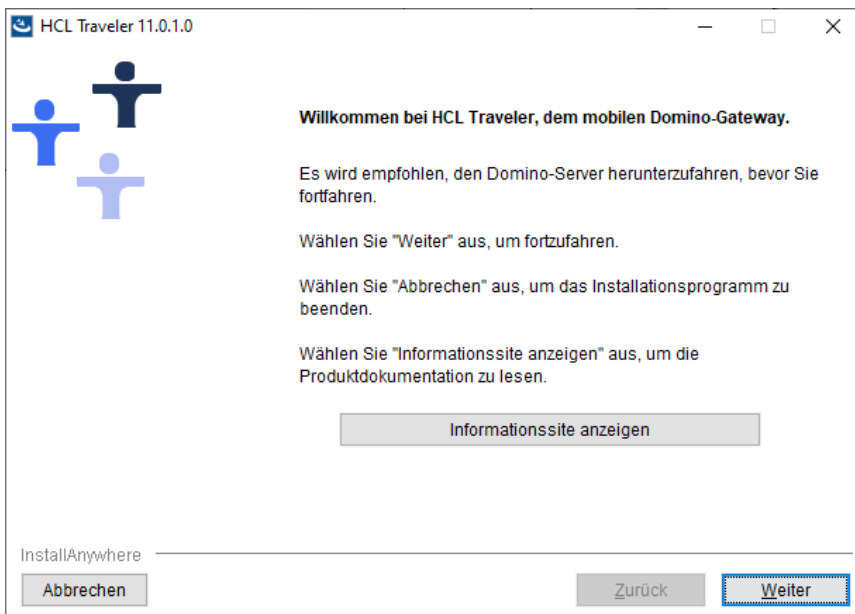 HCL Traveler 11.0.1.0
Willkommen bei HCL Traveler, dem mobilen Domino-Gateway.
Es wird empfohlen, den Domino-Server herunterzufahren, bevor Sie
fortfahren.
Wählen Sie "Weiter" aus, um fortzufahren.
Wählen Sie "Abbrechen" aus, um das Installationsprogramm zu
beenden.
Wählen Sie "Informationssite anzeigen" aus, um die
Produktdokumentation zu lesen.
Informationssite anzeigen
InstallAnywhere
Abbrechen
Zurück
Weiter